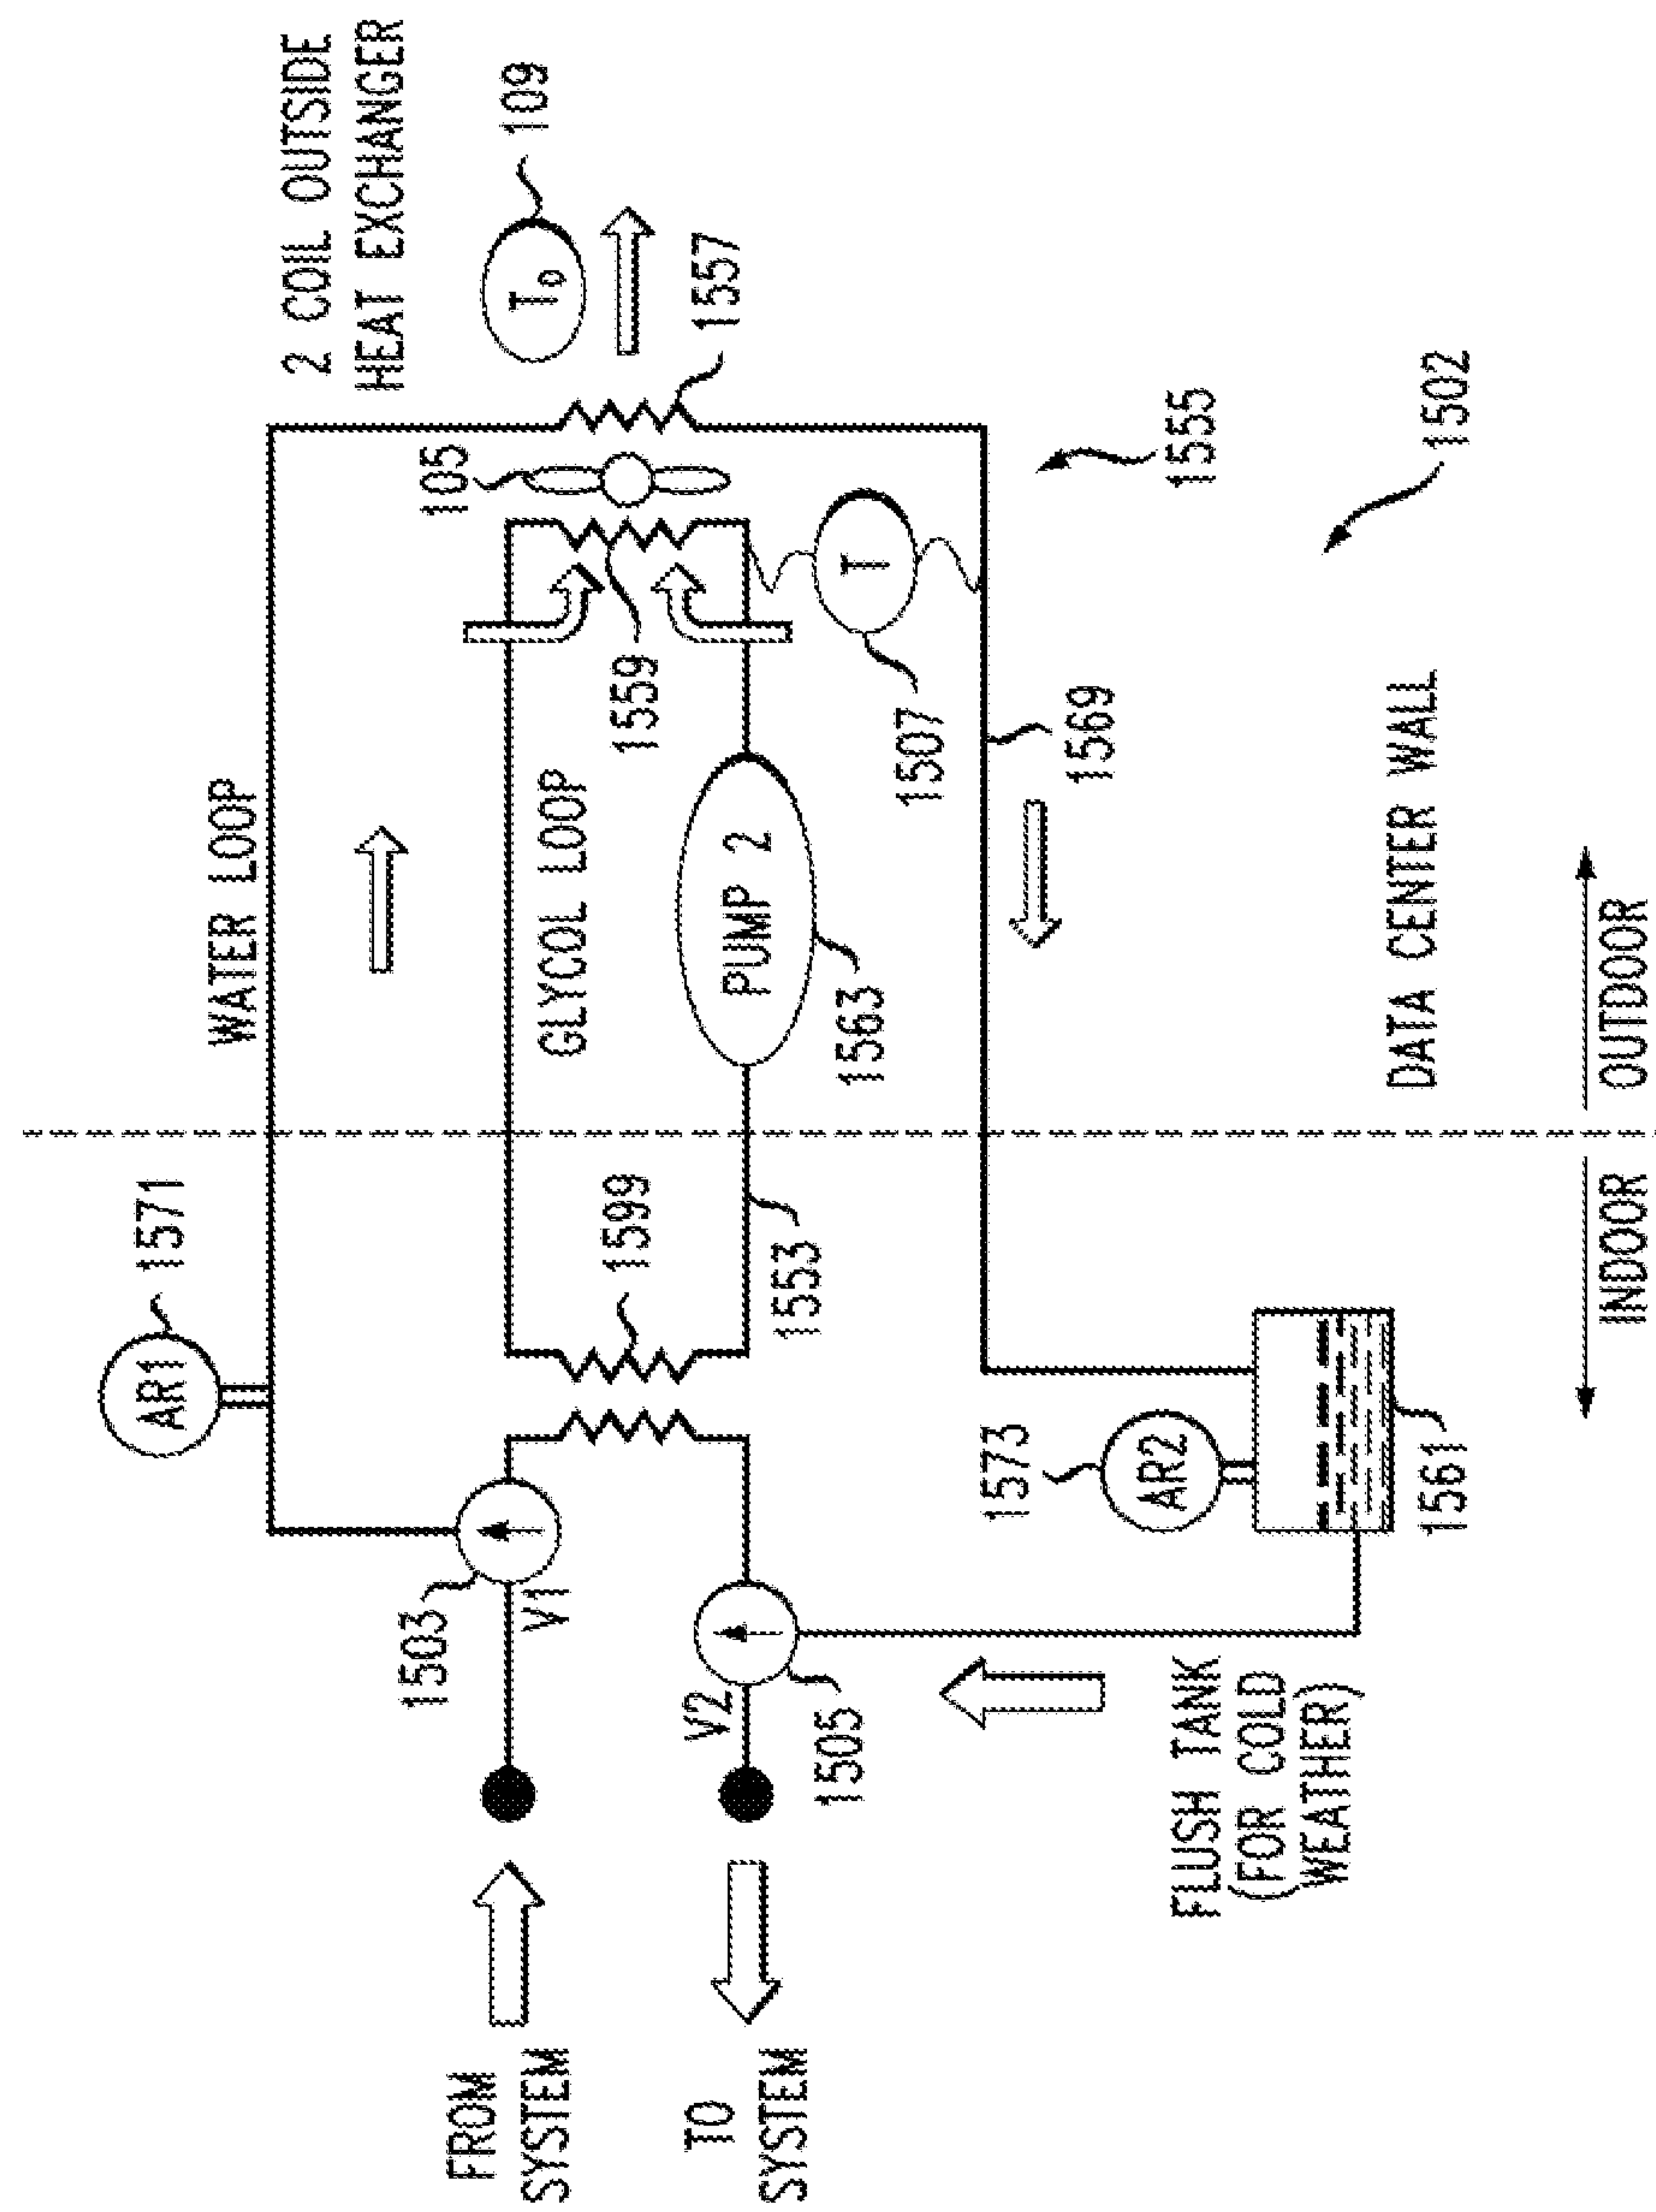 2 COIL OUTSIDE
HEAT EXCHANGER
109
T₀
1557
105
WATER LOOP
GLYCOL LOOP
1559
PUMP 2
1563
T
1507
1569
1555
1502
AR1
1571
1599
1553
1503
V1
V2
1505
FROM
SYSTEM
TO
SYSTEM
1573
AR2
1561
FLUSH TANK
(FOR COLD
WEATHER)
DATA CENTER WALL
INDOOR
OUTDOOR